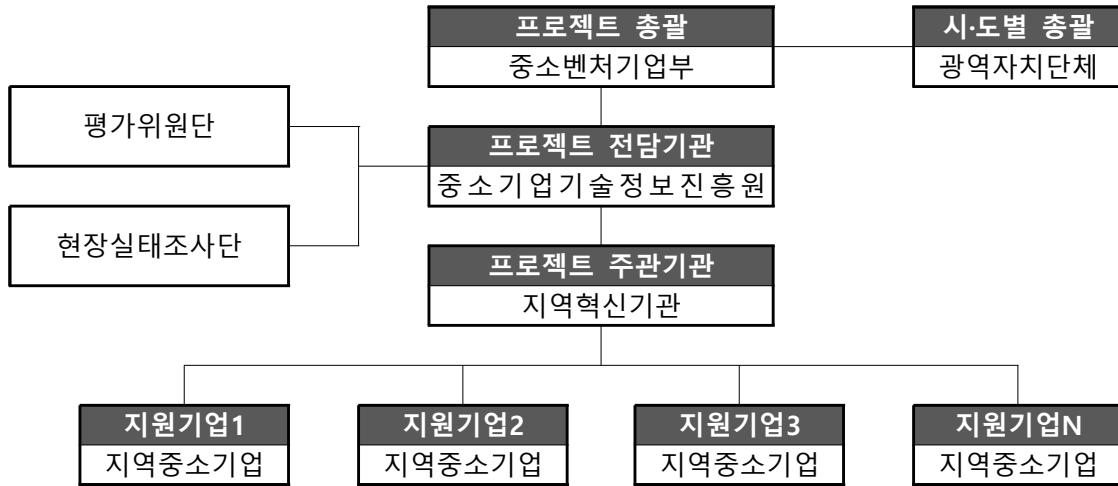 프로젝트 총괄
중소벤처기업부
시·도별 총괄
광역자치단체
평가위원단
프로젝트 전담기관
중소기업기술정보진흥원
현장실태조사단
프로젝트 주관기관
지역혁신기관
지원기업1
지역중소기업
지원기업2
지역중소기업
지원기업3
지역중소기업
지원기업N
지역중소기업